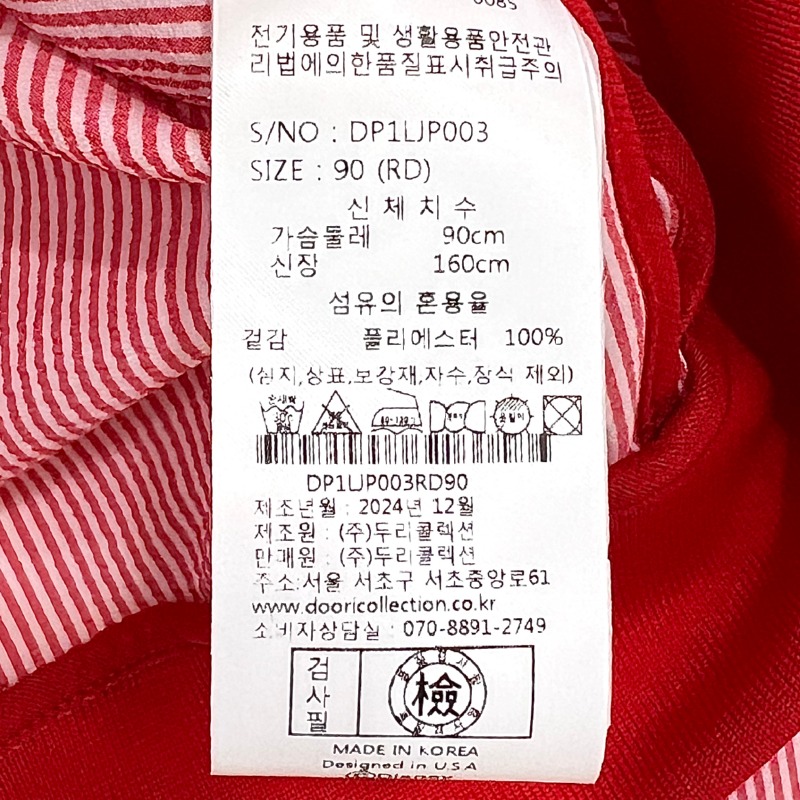 008S
전기용품 및 생활용품안전관
리법에의한품질표시취급주의
S/NO : DP1LJP003
SIZE : 90 (RD)
신 체 치 수
가슴둘레 90cm
신장 160cm
섬유의 혼용율
겉감 폴리에스터 100%
(심지,상표,보강재,자수,장식 제외)
DP1LJP003RD90
제조년월 : 2024년 12월
제조원 : (주)두리콜렉션
판매원 : (주)두리콜렉션
주소:서울 서초구 서초중앙로61
www.dooricollection.co.kr
소비자상담실 : 070-8891-2749
검사필
檢
MADE IN KOREA
Designed in U.S.A